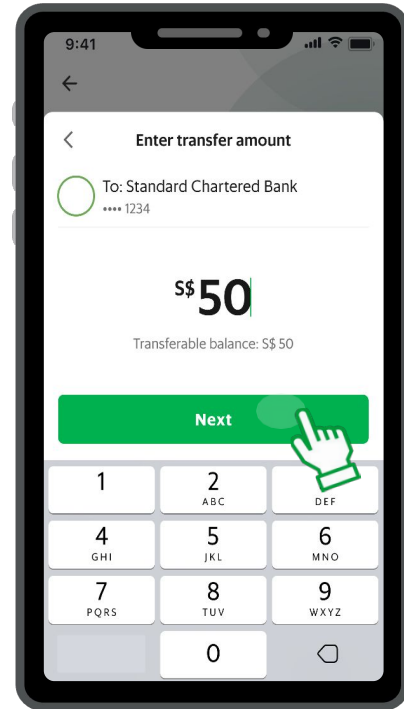 9:41
Enter transfer amount
To: Standard Chartered Bank
•••• 1234
S$50
Transferable balance: S$ 50
Next
1 2
ABC DEF
4 5 6
GHI JKL MNO
7 8 9
PQRS TUV WXYZ
0